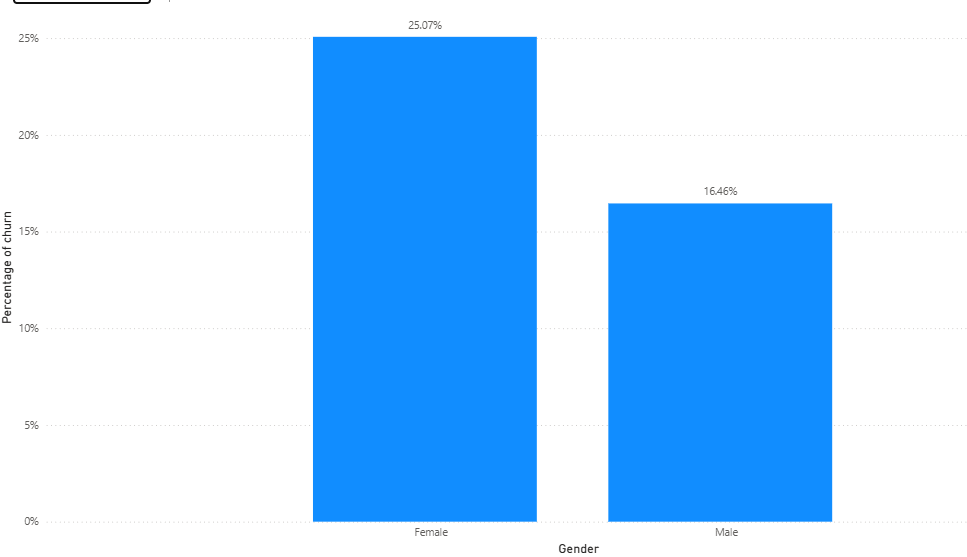 25.07%
25%
20%
16.46%
15%
10%
5%
0%
Percentage of churn
Female
Male
Gender